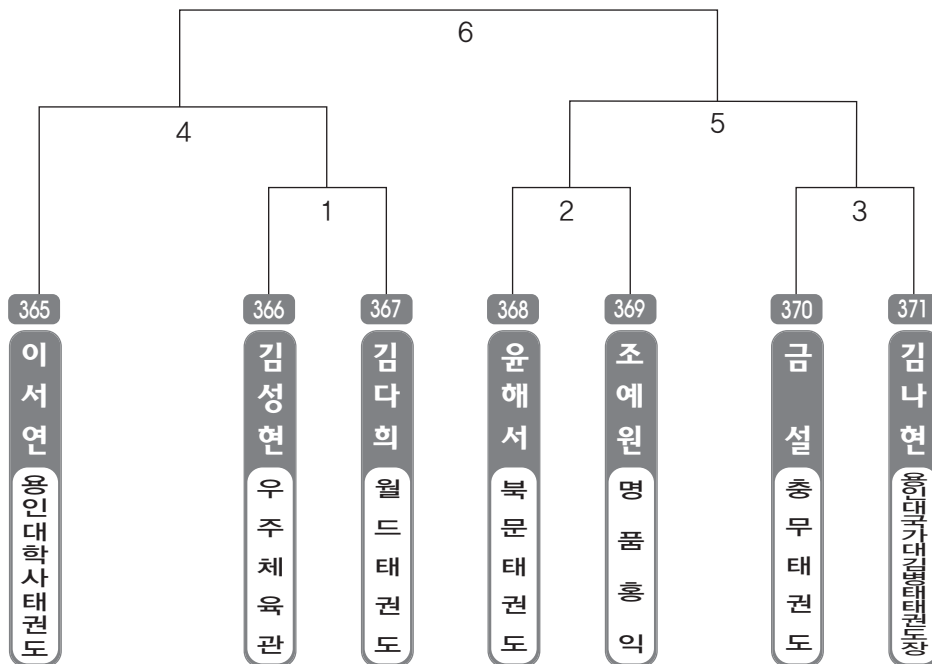 6
4
5
1
2
3
365
366
367
368
369
370
371
이서연
김성현
김다희
윤해서
조예원
금 설
김나현
용인대학사태권도
우주체육관
월드태권도
북문태권도
명품홍익
충무태권도
용인대국가대김병태태권도장